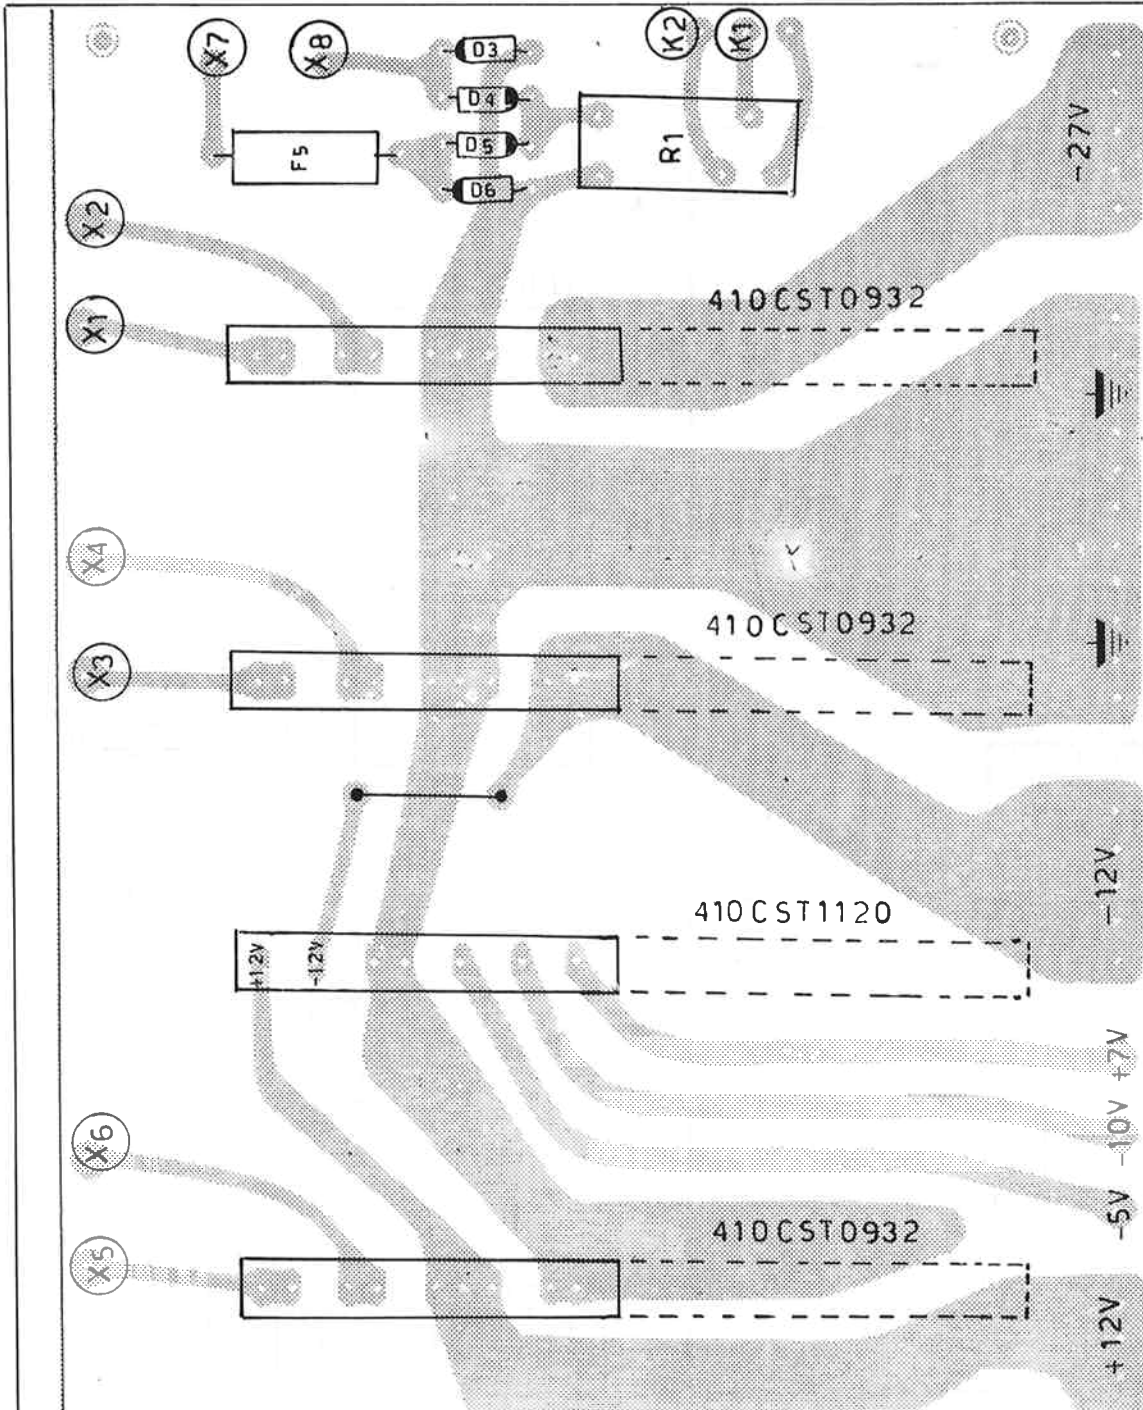 X7
X8
K2
K1
D3
D4
D5
D6
F5
R1
-27V
X2
X1
410CST0932
X4
X3
410CST0932
-12V
410CST1120
+12V
-12V
+7V
-10V
-5V
X6
X5
410CST0932
+12V